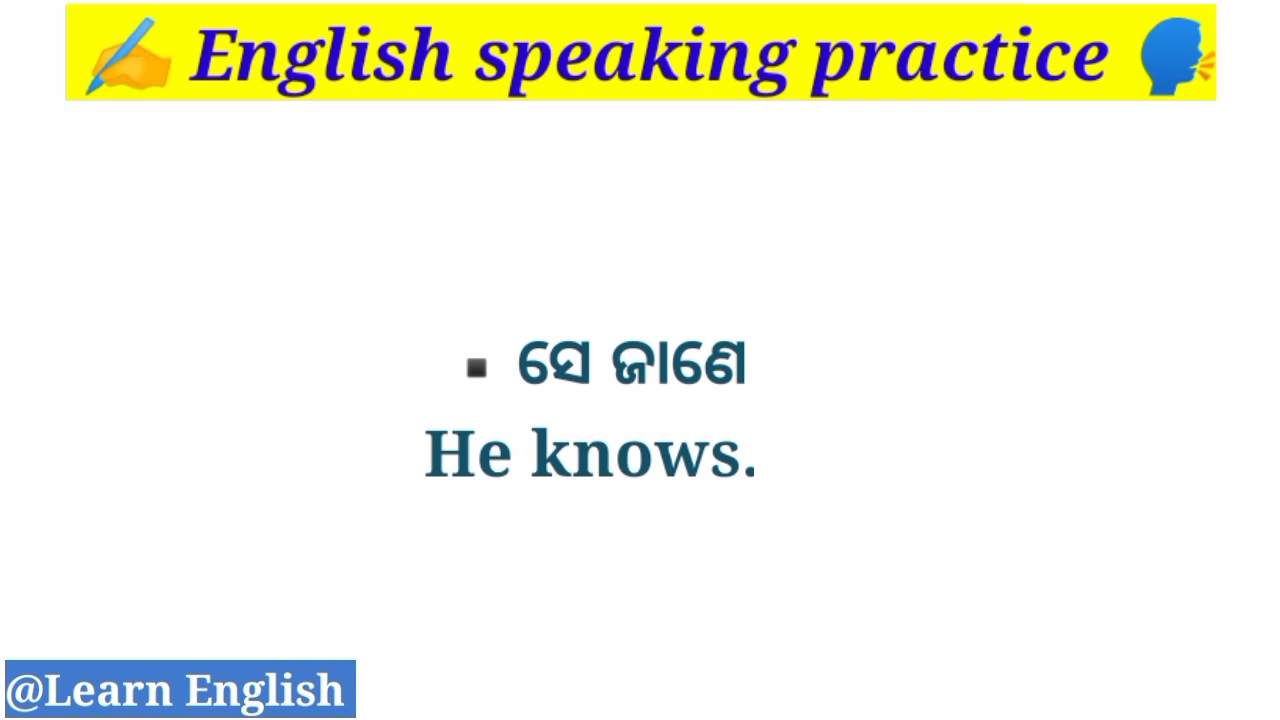 ✍ English speaking practice 🗣
▪ ସେ ଜାଣେ
He knows.
@Learn English